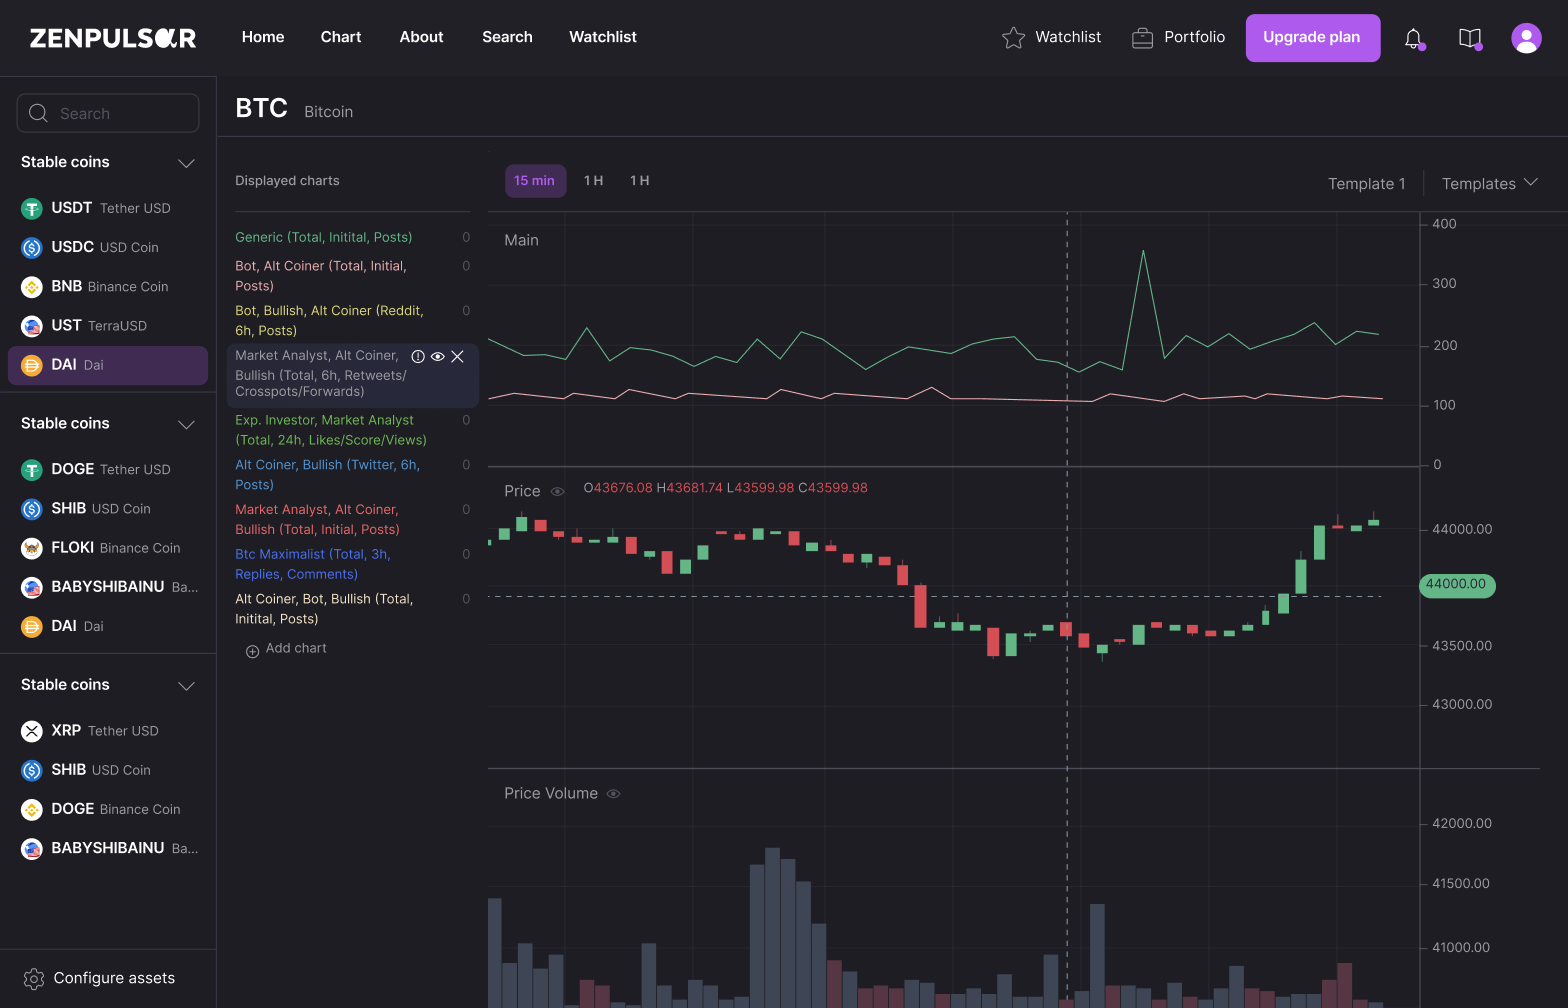 ZENPULSAR
Home Chart About Search Watchlist
Watchlist Portfolio Upgrade plan
Search
Stable coins
USDT Tether USD
USDC USD Coin
BNB Binance Coin
UST TerraUSD
DAI Dai
Stable coins
DOGE Tether USD
SHIB USD Coin
FLOKI Binance Coin
BABYSHIBAINU Ba...
DAI Dai
Stable coins
XRP Tether USD
SHIB USD Coin
DOGE Binance Coin
BABYSHIBAINU Ba...
Configure assets
BTC Bitcoin
Displayed charts
Generic (Total, Initital, Posts) 0
Bot, Alt Coiner (Total, Initial, 0
Posts)
Bot, Bullish, Alt Coiner (Reddit, 0
6h, Posts)
Market Analyst, Alt Coiner,
Bullish (Total, 6h, Retweets/
Crosspots/Forwards)
Exp. Investor, Market Analyst 0
(Total, 24h, Likes/Score/Views)
Alt Coiner, Bullish (Twitter, 6h, 0
Posts)
Market Analyst, Alt Coiner, 0
Bullish (Total, Initial, Posts)
Btc Maximalist (Total, 3h, 0
Replies, Comments)
Alt Coiner, Bot, Bullish (Total, 0
Initital, Posts)
Add chart
15 min 1 H 1 H
Template 1 Templates
Main
400
300
200
100
0
Price O43676.08 H43681.74 L43599.98 C43599.98
44000.00
44000.00
43500.00
43000.00
Price Volume
42000.00
41500.00
41000.00